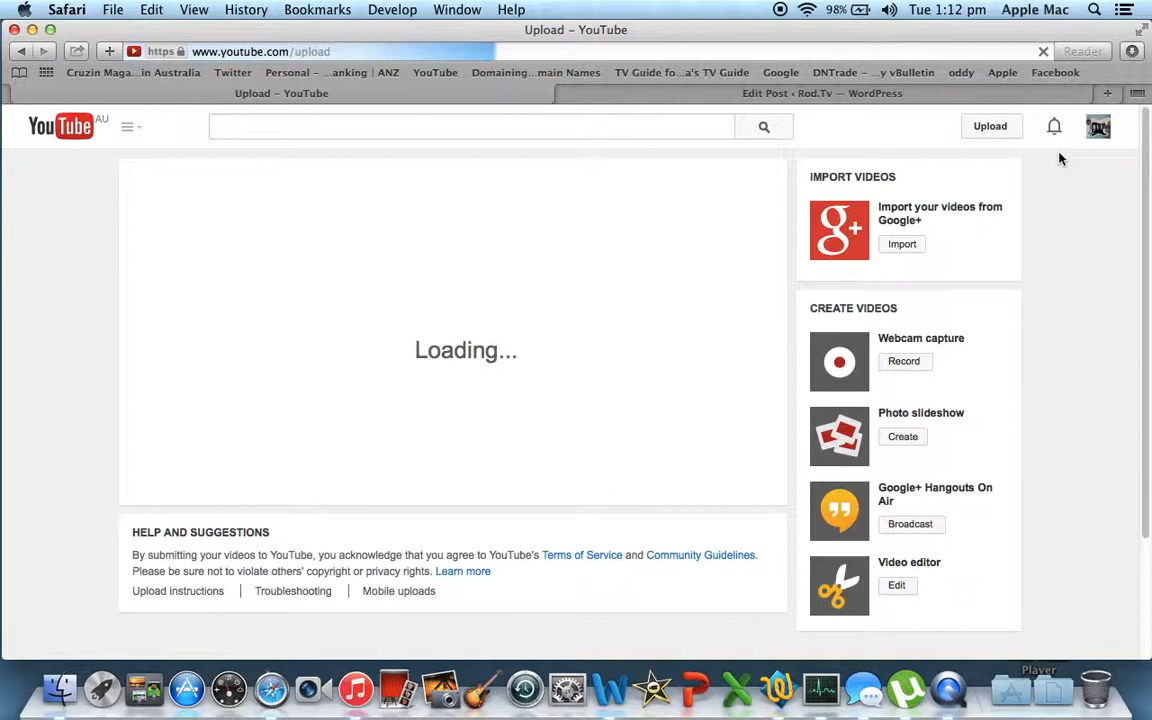 Safari File Edit View History Bookmarks Develop Window Help 98% Tue 1:12 pm Apple Mac
Upload – YouTube
https www.youtube.com/upload Reader
Cruzin Maga...in Australia Twitter Personal – ...anking | ANZ YouTube Domaining...main Names TV Guide fo...a's TV Guide Google DNTrade – ...y vBulletin oddy Apple Facebook
Upload – YouTube Edit Post ‹ Rod.Tv — WordPress
YouTube AU Upload
IMPORT VIDEOS
Import your videos from
Google+
Import
CREATE VIDEOS
Webcam capture
Record
Loading...
Photo slideshow
Create
Google+ Hangouts On
Air
Broadcast
HELP AND SUGGESTIONS
By submitting your videos to YouTube, you acknowledge that you agree to YouTube's Terms of Service and Community Guidelines.
Please be sure not to violate others' copyright or privacy rights. Learn more
Upload instructions | Troubleshooting | Mobile uploads
Video editor
Edit
Player